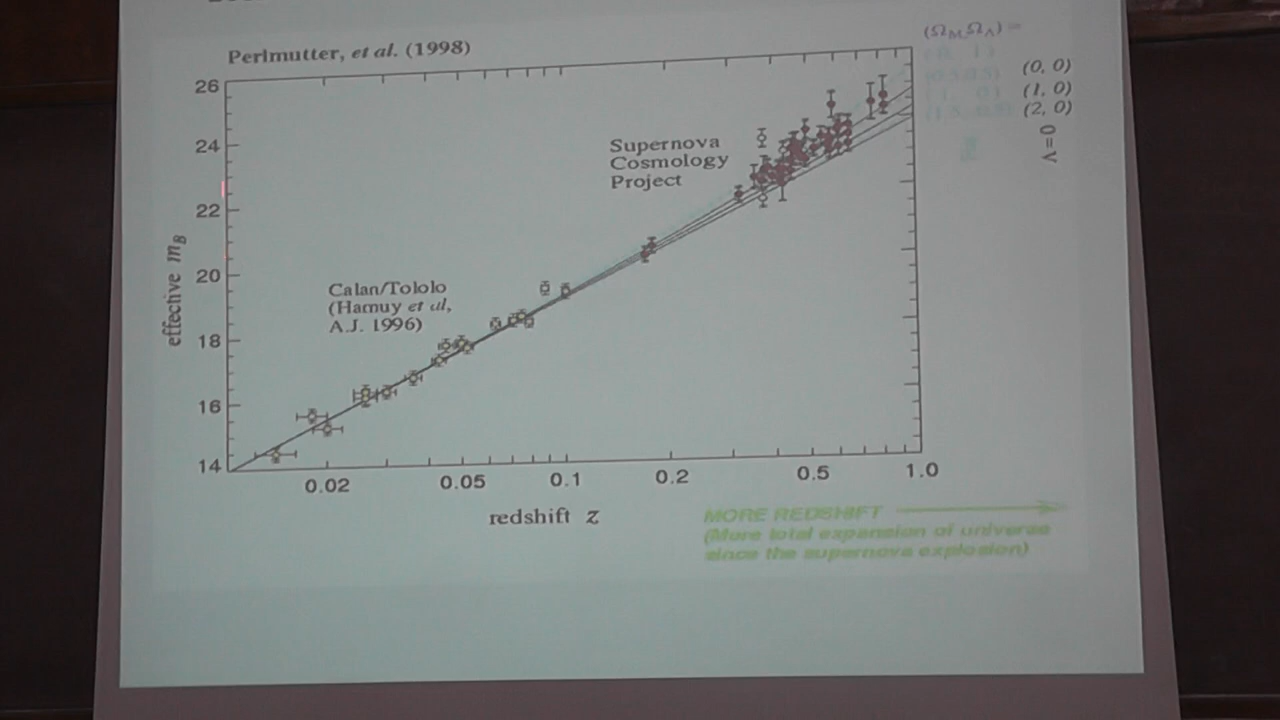 Perlmutter, et al. (1998)
(Ω_M, Ω_Λ) =
(0, 0)
(1, 0)
(2, 0)
Λ = 0
26
24
22
20
18
16
14
effective m_B
Supernova
Cosmology
Project
Calan/Tololo
(Hamuy et al,
A.J. 1996)
0.02
0.05
0.1
0.2
0.5
1.0
redshift z
MORE REDSHIFT
(More total expansion of universe
since the supernova explosion)